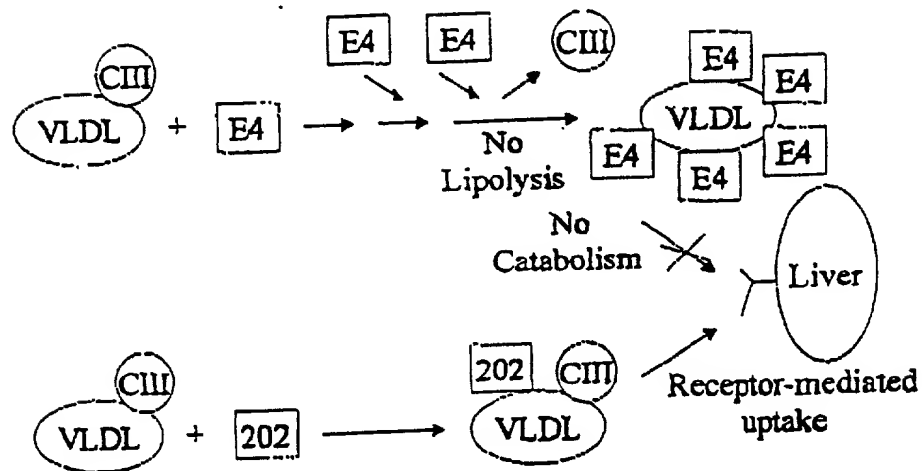 E4 E4 CIII
CIII
VLDL + E4
No
Lipolysis
E4
E4
VLDL
E4
E4
E4
No
Catabolism
Liver
Receptor-mediated
uptake
CIII
VLDL + 202
202 CIII
VLDL